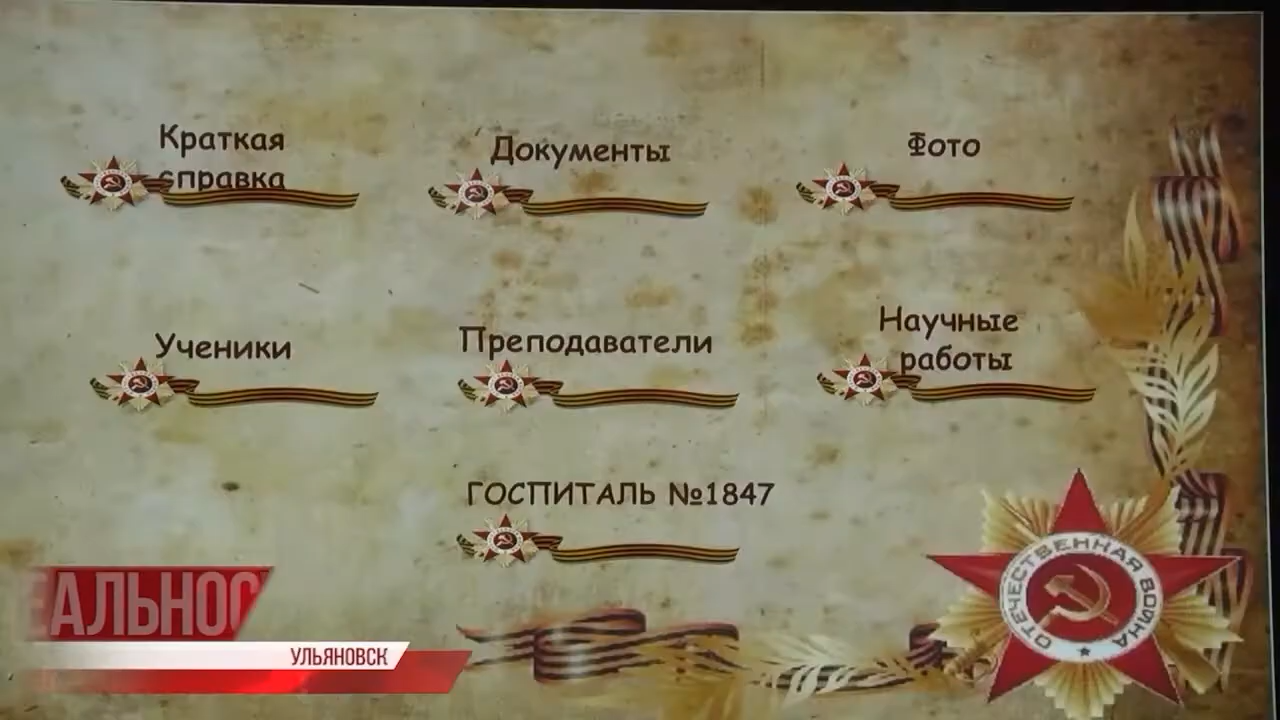 Краткая
справка
Документы
Фото
Ученики
Преподаватели
Научные
работы
ГОСПИТАЛЬ №1847
ОТЕЧЕСТВЕННАЯ ВОЙНА
УЛЬЯНОВСК